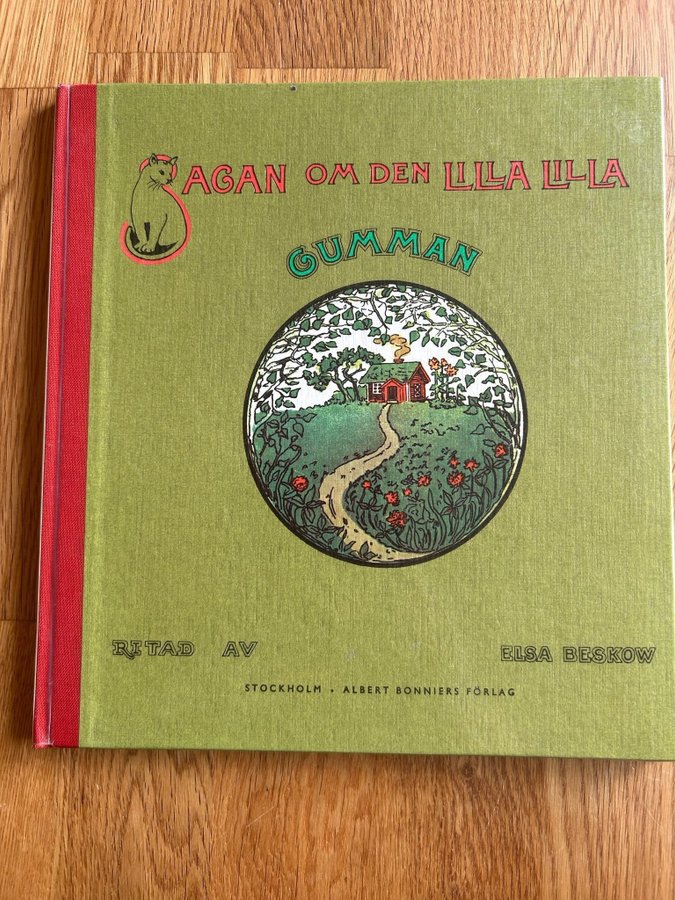 SAGAN OM DEN LILLA LILLA
GUMMAN
RITAD AV ELSA BESKOW
STOCKHOLM . ALBERT BONNIERS FÖRLAG